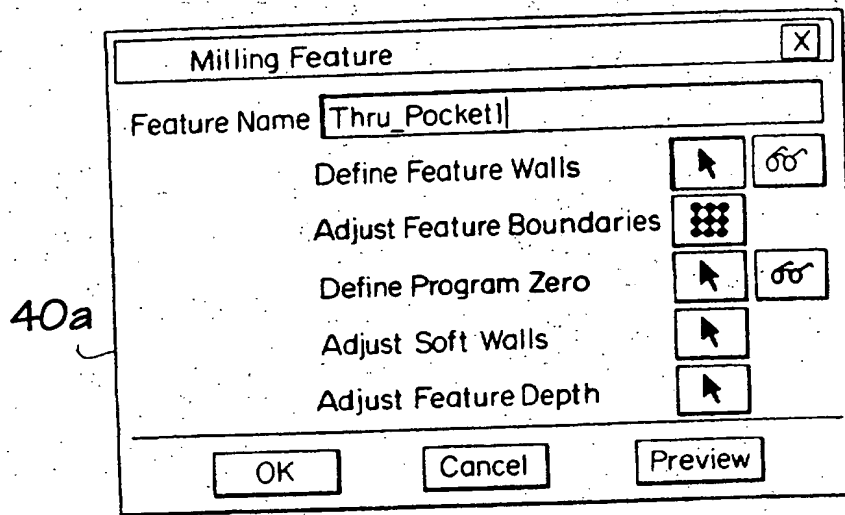 Milling Feature X
Feature Name Thru_Pocket1
Define Feature Walls
Adjust Feature Boundaries
Define Program Zero
40a
Adjust Soft Walls
Adjust Feature Depth
OK Cancel Preview